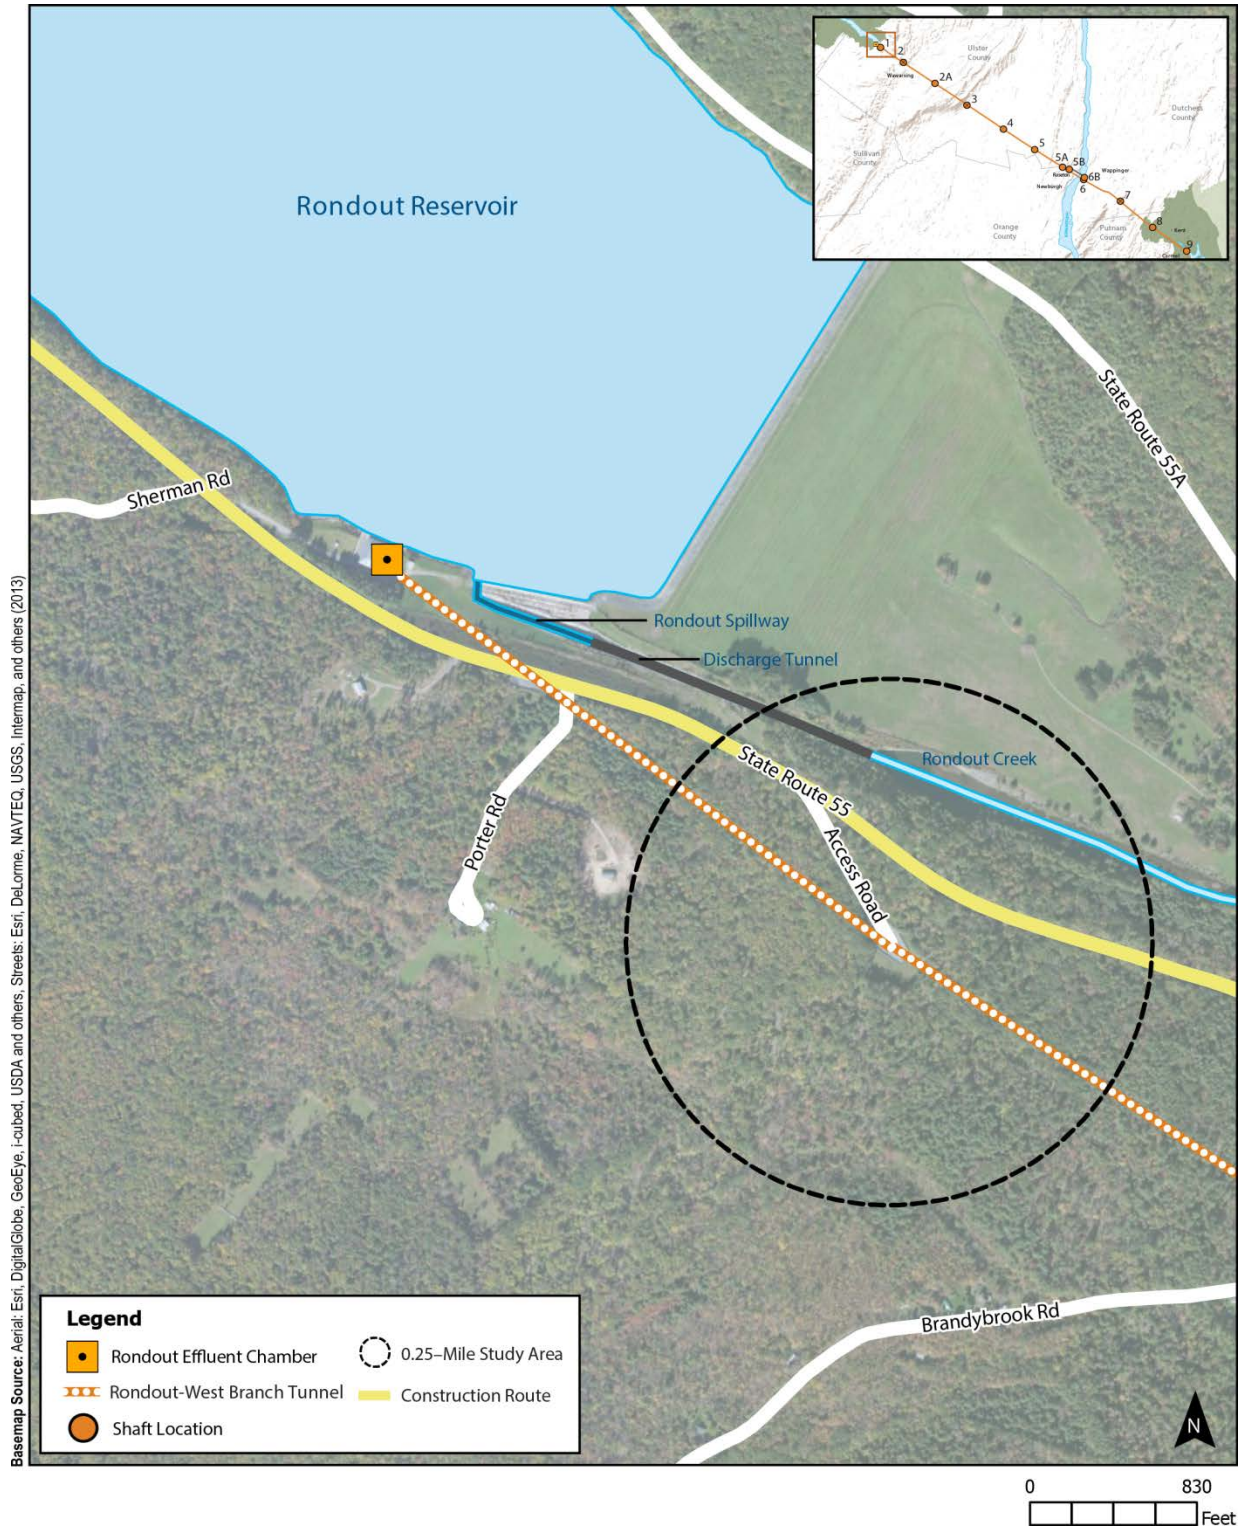 Rondout Reservoir
1
2
2A
3
4
5
5A
5B
6B
6
7
8
9
Ulster
County
Wawarsing
Dutchess
County
Sullivan
County
Wappinger
Newburgh
Orange
County
Putnam
County
Kent
State Route 55A
Sherman Rd
Rondout Spillway
Discharge Tunnel
Rondout Creek
State Route 55
Access Road
Porter Rd
Brandybrook Rd
Legend
Rondout Effluent Chamber
0.25–Mile Study Area
Rondout-West Branch Tunnel
Construction Route
Shaft Location
N
0 830
Feet
Basemap Source: Aerial: Esri, DigitalGlobe, GeoEye, i-cubed, USDA and others, Streets: Esri, DeLorme, NAVTEQ, USGS, Intermap, and others (2013)